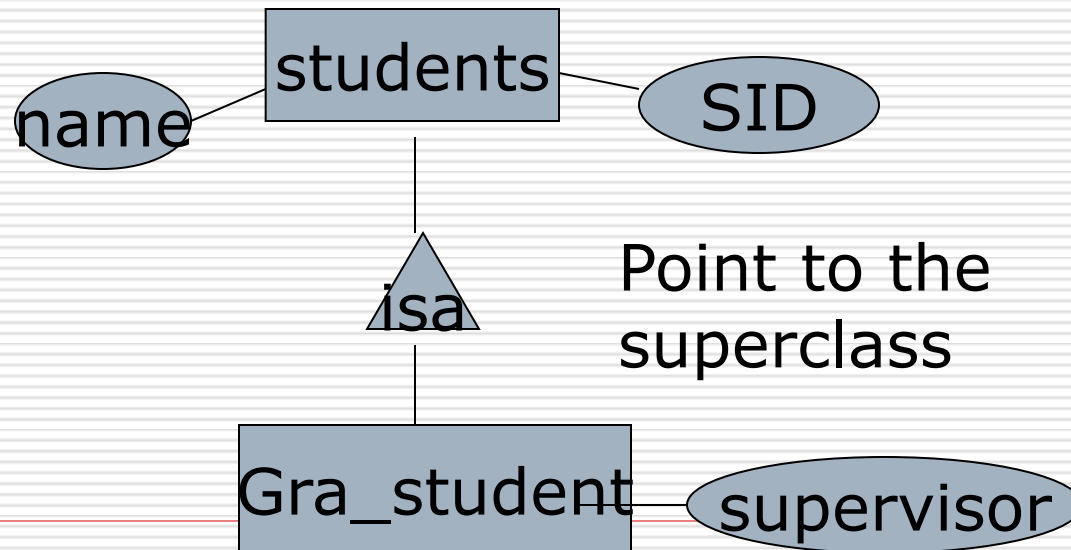 students
name
SID
isa
Point to the
superclass
Gra_student
supervisor